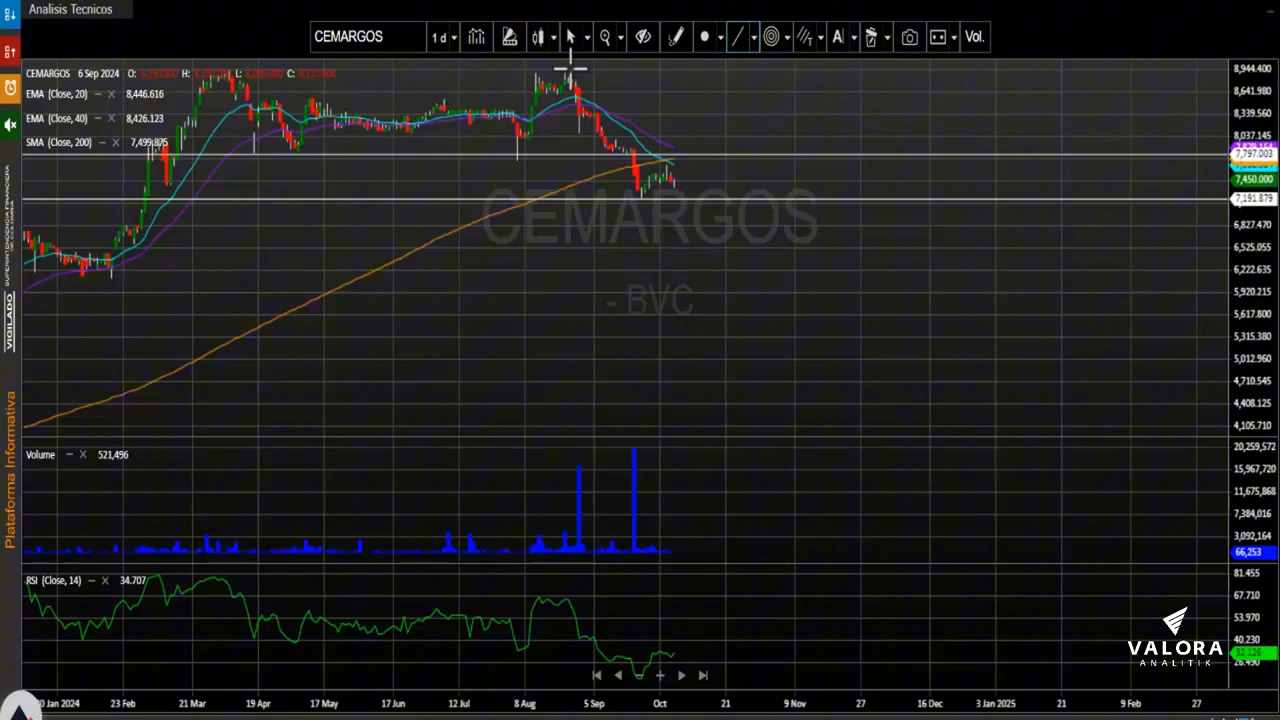 Analisis Tecnicos
CEMARGOS
1 d
A
Vol.
CEMARGOS 6 Sep 2024 O: H: L: C:
EMA (Close, 20) — X 8,446.616
EMA (Close, 40) — X 8,426.123
SMA (Close, 200) — X 7,499.875
CEMARGOS
- BVC
8,944.400
8,641.980
8,339.560
8,037.145
7,797.003
7,450.000
7,191.879
6,827.470
6,525.055
6,222.635
5,920.215
5,617.800
5,315.380
5,012.960
4,710.545
4,408.125
4,105.710
Volume — X 521,496
20,259,572
15,967,720
11,675,868
7,384,016
3,092,164
66,253
RSI (Close, 14) — X 34.707
81.455
67.710
53.970
40.230
32.126
26.490
VIGILADO SUPERINTENDENCIA FINANCIERA
DE COLOMBIA
Plataforma Informativa
VALORA
ANALITIK
Jan 2024 23 Feb 21 Mar 19 Apr 17 May 17 Jun 12 Jul 8 Aug 5 Sep Oct 21 9 Nov 27 16 Dec 3 Jan 2025 21 9 Feb 27